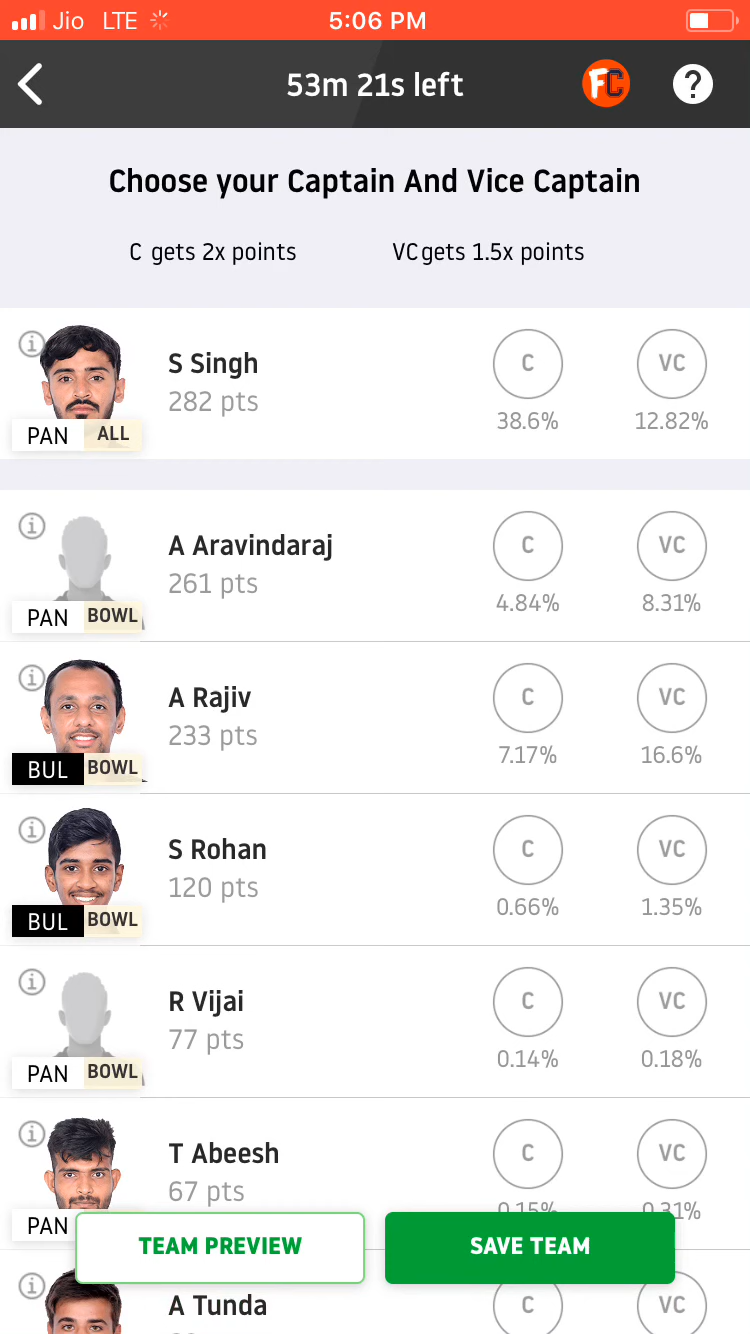 Jio LTE 5:06 PM
53m 21s left FC ?
Choose your Captain And Vice Captain
C gets 2x points VC gets 1.5x points
i S Singh C VC
282 pts 38.6% 12.82%
PAN ALL
i A Aravindaraj C VC
261 pts 4.84% 8.31%
PAN BOWL
i A Rajiv C VC
233 pts 7.17% 16.6%
BUL BOWL
i S Rohan C VC
120 pts 0.66% 1.35%
BUL BOWL
i R Vijai C VC
77 pts 0.14% 0.18%
PAN BOWL
i T Abeesh C VC
67 pts 0.15% 0.31%
PAN
TEAM PREVIEW SAVE TEAM
i A Tunda C VC